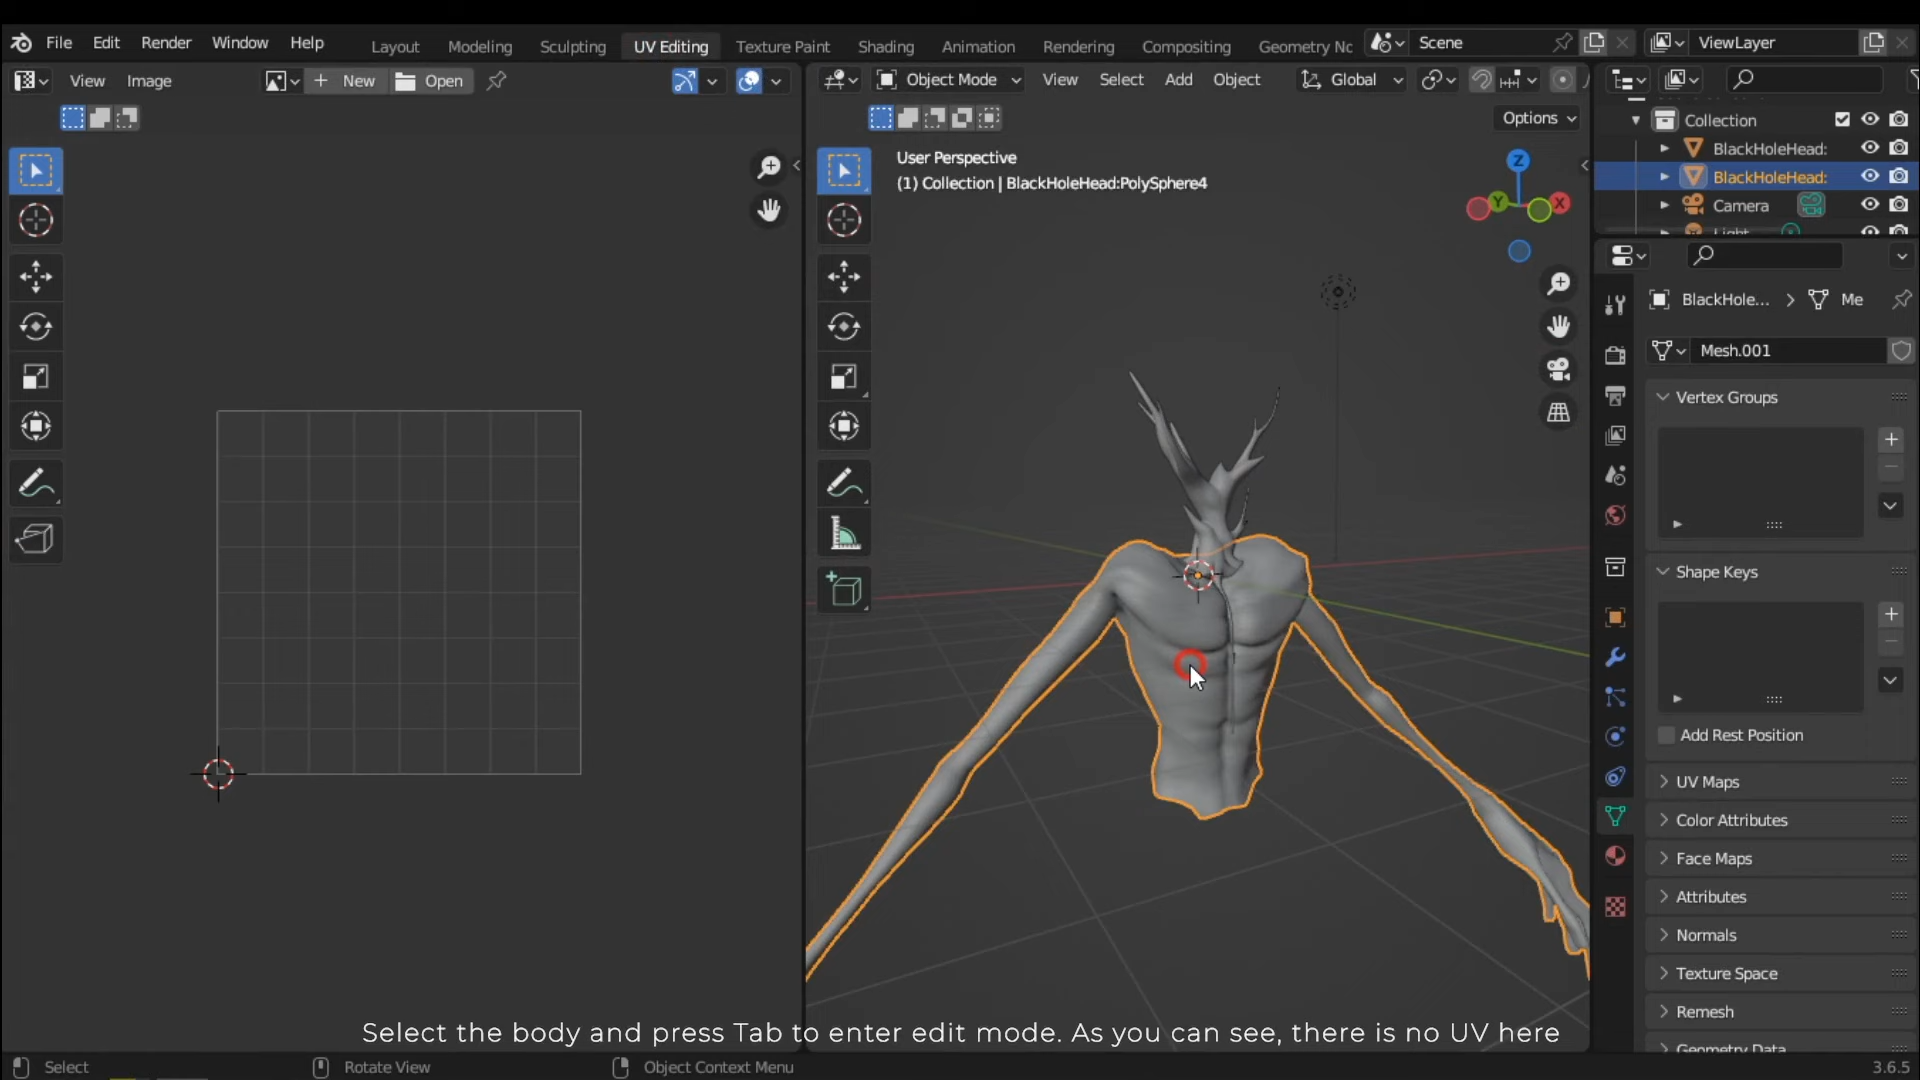 File Edit Render Window Help Layout Modeling Sculpting UV Editing Texture Paint Shading Animation Rendering Compositing Geometry Nc Scene ViewLayer
View Image New Open Object Mode View Select Add Object Global
Options
User Perspective
(1) Collection | BlackHoleHead:PolySphere4
Z
Y
X
Collection
BlackHoleHead:
BlackHoleHead:
Camera
Light
BlackHole... > Me
Mesh.001
Vertex Groups
Shape Keys
Add Rest Position
UV Maps
Color Attributes
Face Maps
Attributes
Normals
Texture Space
Remesh
Geometry Data
Select the body and press Tab to enter edit mode. As you can see, there is no UV here
Select Rotate View Object Context Menu 3.6.5